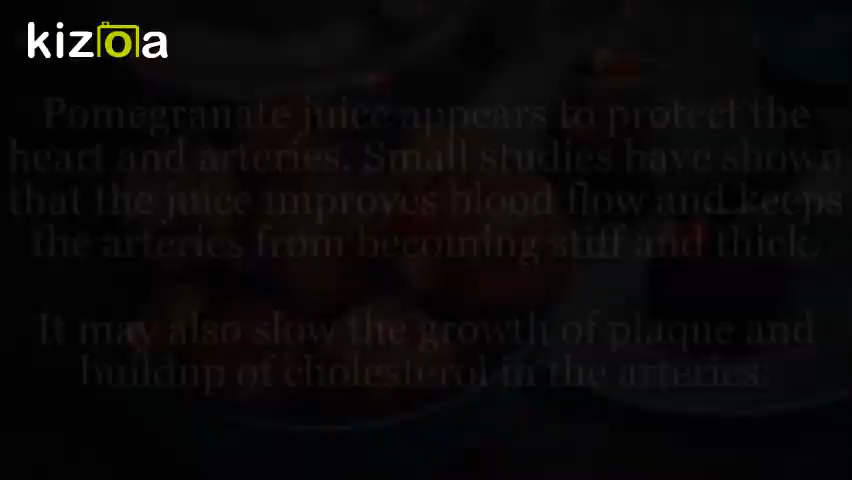 kizoa
Pomegranate juice appears to protect the
heart and arteries. Small studies have shown
that the juice improves blood flow and keeps
the arteries from becoming stiff and thick.
It may also slow the growth of plaque and
buildup of cholesterol in the arteries.